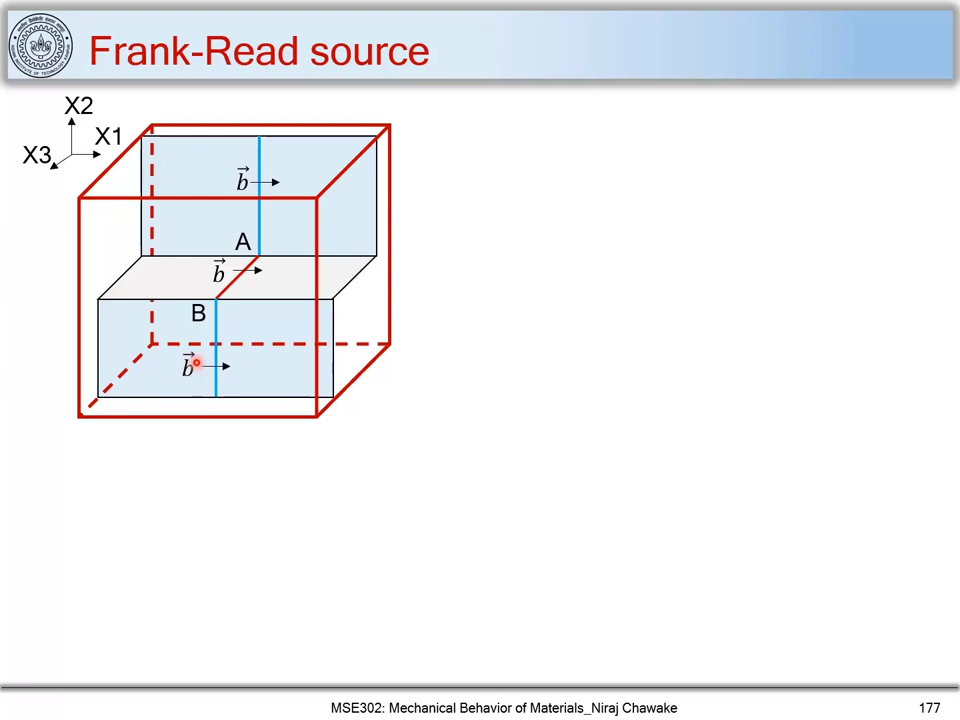 Frank-Read source
X2
X1
X3
b⃗
A
b⃗
B
b⃗
MSE302: Mechanical Behavior of Materials_Niraj Chawake
177